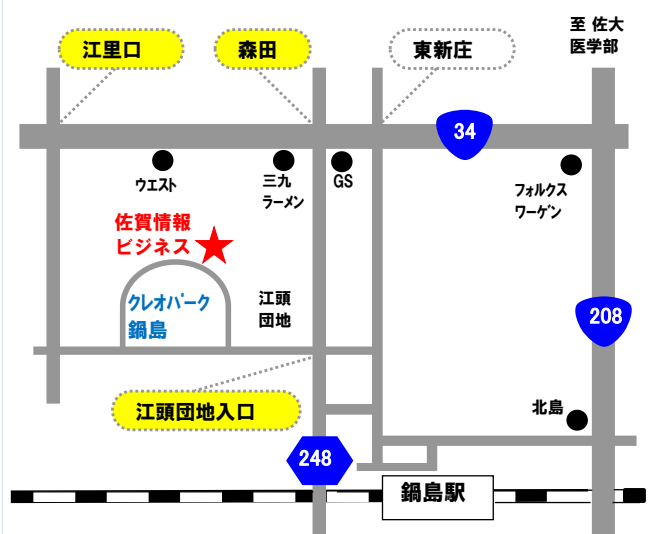 至 佐大
医学部
江里口
森田
東新庄
34
ウエスト
三九
ラーメン
GS
フォルクス
ワーゲン
佐賀情報
ビジネス
クレオパーク
鍋島
江頭
団地
208
江頭団地入口
北島
248
鍋島駅